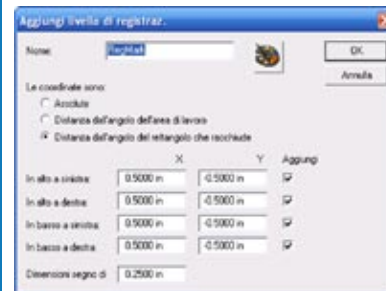 Aggiungi livello di registraz.
Nome: RegMark
OK
Annulla
Le coordinate sono:
Assolute
Distanza dall'angolo dell'area di lavoro
Distanza dall'angolo del rettangolo che racchiude
X Y Aggiungi
In alto a sinistra: 0.5000 in -0.5000 in
In alto a destra: 0.5000 in -0.5000 in
In basso a sinistra: 0.5000 in -0.5000 in
In basso a destra: 0.5000 in -0.5000 in
Dimensioni segno di 0.2500 in